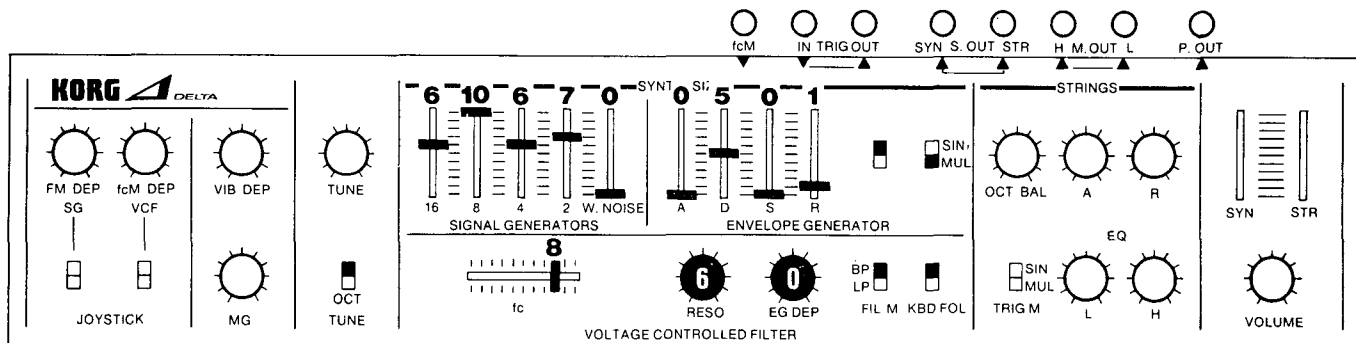 fcM IN TRIG OUT SYN S. OUT STR H M. OUT L P. OUT
KORG DELTA
SYNT SI
STRINGS
6 10 6 7 0 0 5 0 1
SIN
MUL
FM DEP fcM DEP VIB DEP TUNE
OCT BAL A R
SG VCF
16 8 4 2 W. NOISE A D S R
SYN STR
SIGNAL GENERATORS ENVELOPE GENERATOR
EQ
8
6 0
BP
LP
SIN
MUL
OCT
fc RESO EG DEP FIL M KBD FOL TRIG M L H
JOYSTICK MG TUNE VOLUME
VOLTAGE CONTROLLED FILTER